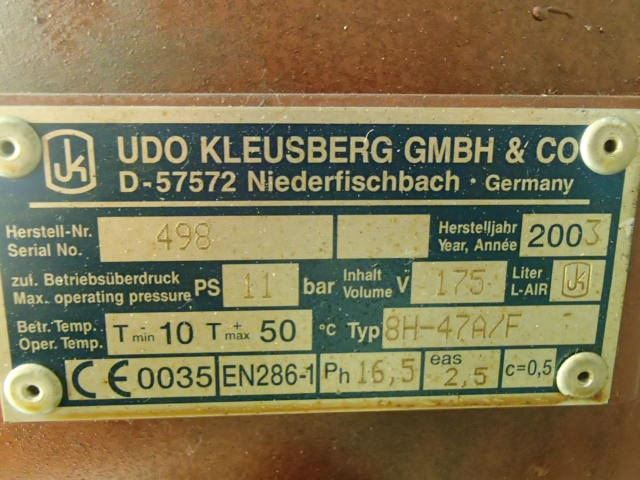 UK UDO KLEUSBERG GMBH & CO
D-57572 Niederfischbach · Germany
Herstell-Nr. 498 Herstelljahr 2003
Serial No. Year, Année
zul. Betriebsüberdruck PS 11 bar Inhalt V 175 Liter UK
Max. operating pressure Volume L-AIR
Betr. Temp. T min 10 T + max 50 °C Typ 8H-47A/F
Oper. Temp.
CE 0035 EN286-1 Ph 16,5 eas 2,5 c=0,5